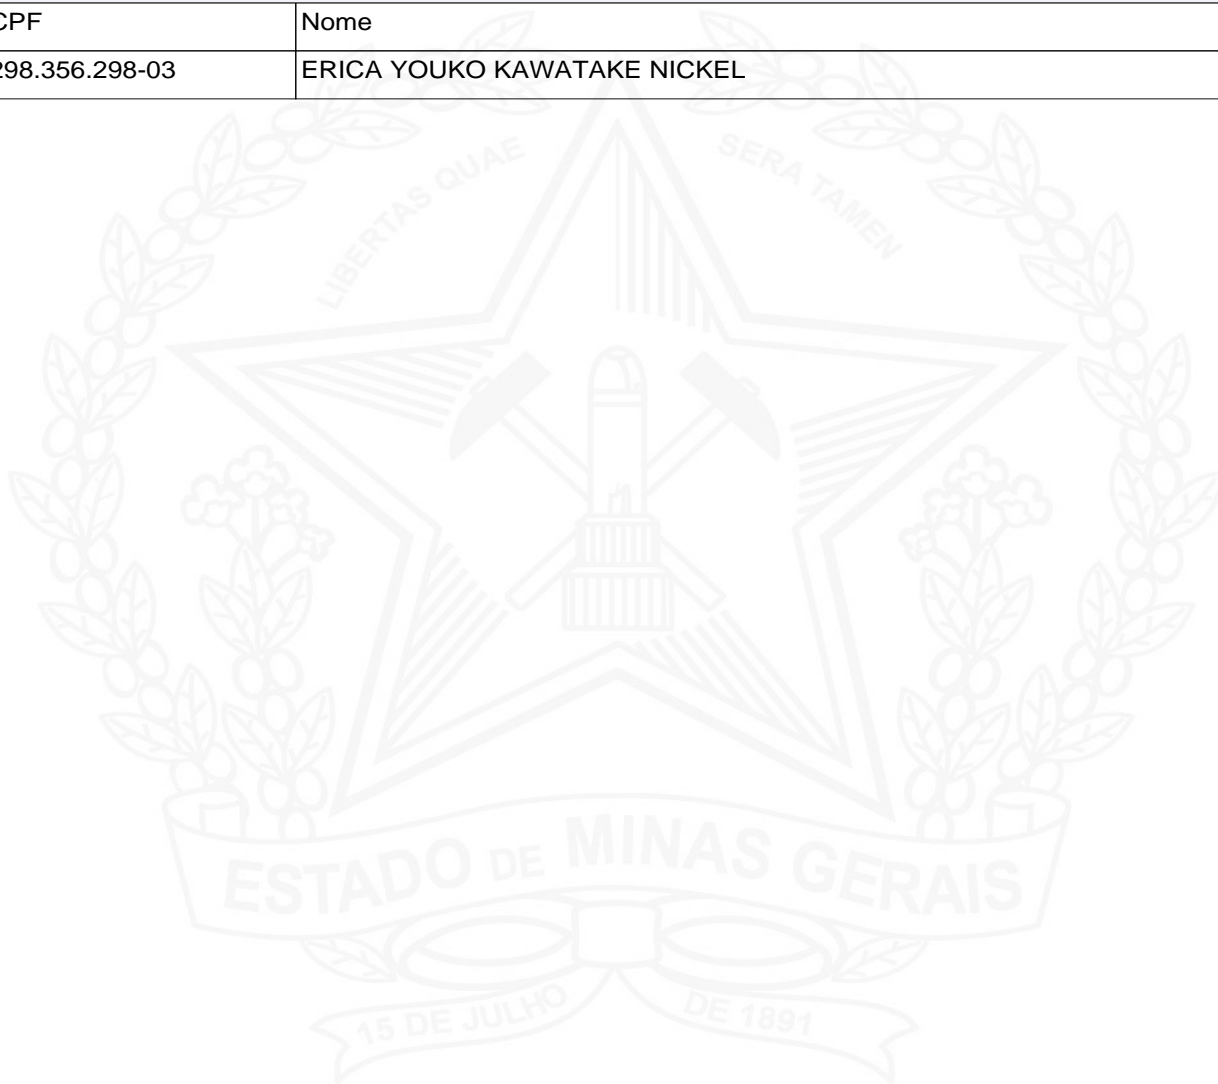 CPF Nome
298.356.298-03 ERICA YOUKO KAWATAKE NICKEL
LIBERTAS QUAE SERA TAMEN
ESTADO DE MINAS GERAIS
15 DE JULHO DE 1891